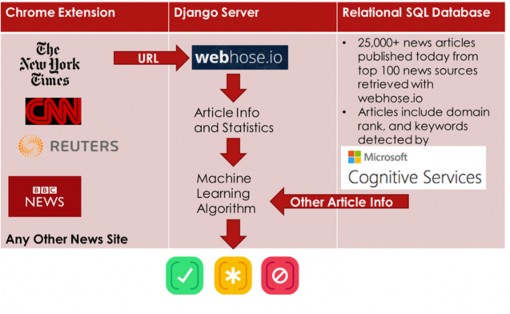 Chrome Extension
Django Server
Relational SQL Database
The
New York
Times
CNN
REUTERS
BBC
NEWS
Any Other News Site
URL
webhose.io
Article Info
and Statistics
Machine
Learning
Algorithm
• 25,000+ news articles
published today from
top 100 news sources
retrieved with
webhose.io
• Articles include domain
rank, and keywords
detected by
Microsoft
Cognitive Services
Other Article Info